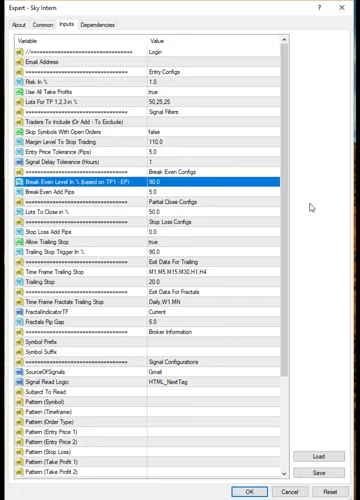 Expert - Sky Intern
? ×
About Common Inputs Dependencies
Variable Value
//================================== Login
Email Address
================================== Entry Configs
Risk In % 1.0
Use All Take Profits true
Lots For TP 1,2,3 in % 50,25,25
================================== Signal Filters
Traders To Include (Or Add - To Exclude)
Skip Symbols With Open Orders false
Margin Level To Stop Trading 110.0
Entry Price Tolerance (Pips) 5.0
Signal Delay Tolerance (Hours) 1
================================== Break Even Configs
Break Even Level In % (based on TP1 - EP) 90.0
BreakEven Add Pips 5.0
================================== Partial Close Configs
Lots To Close in % 50.0
================================== Stop Loss Configs
Stop Loss Add Pips 0.0
Allow Trailing Stop true
Trailing Stop Trigger In % 90.0
================================== Exit Data For Trailing
Time Frame Trailing Stop M1,M5,M15,M30,H1,H4
Trailing Stop 20.0
================================== Exit Data For Fractals
Time Frame Fractals Trailing Stop Daily,W1,MN
FractalIndicatorTF Current
Fractals Pip Gap 5.0
================================== Broker Information
Symbol Prefix
Symbol Suffix
================================== Signal Configurations
SourceOfSignals Gmail
Signal Read Logic HTML_NextTag
Subject To Read
Pattern (Symbol)
Pattern (Timeframe)
Pattern (Order Type)
Pattern (Entry Price 1)
Pattern (Entry Price 2)
Pattern (Stop Loss)
Pattern (Take Profit 1)
Pattern (Take Profit 2)
Load
Save
OK Cancel Reset